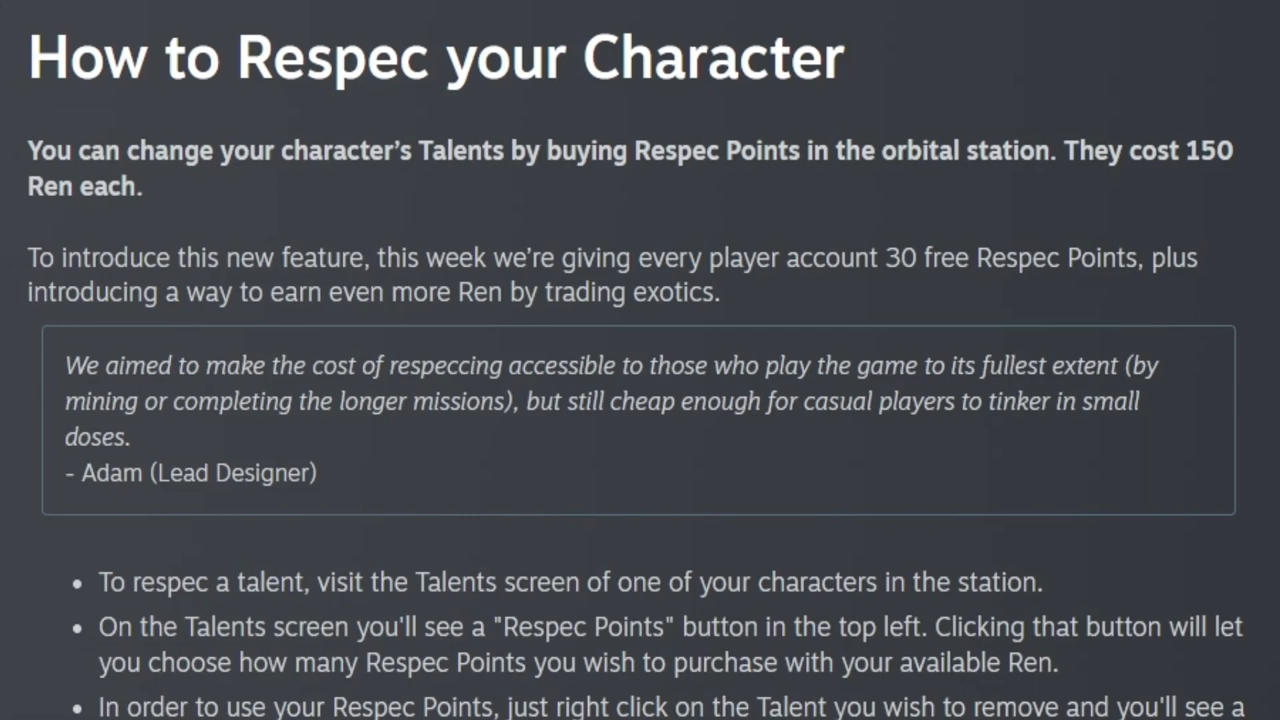 How to Respec your Character
You can change your character’s Talents by buying Respec Points in the orbital station. They cost 150
Ren each.
To introduce this new feature, this week we’re giving every player account 30 free Respec Points, plus
introducing a way to earn even more Ren by trading exotics.
We aimed to make the cost of respeccing accessible to those who play the game to its fullest extent (by
mining or completing the longer missions), but still cheap enough for casual players to tinker in small
doses.
- Adam (Lead Designer)
• To respec a talent, visit the Talents screen of one of your characters in the station.
• On the Talents screen you'll see a "Respec Points" button in the top left. Clicking that button will let
you choose how many Respec Points you wish to purchase with your available Ren.
• In order to use your Respec Points, just right click on the Talent you wish to remove and you'll see a